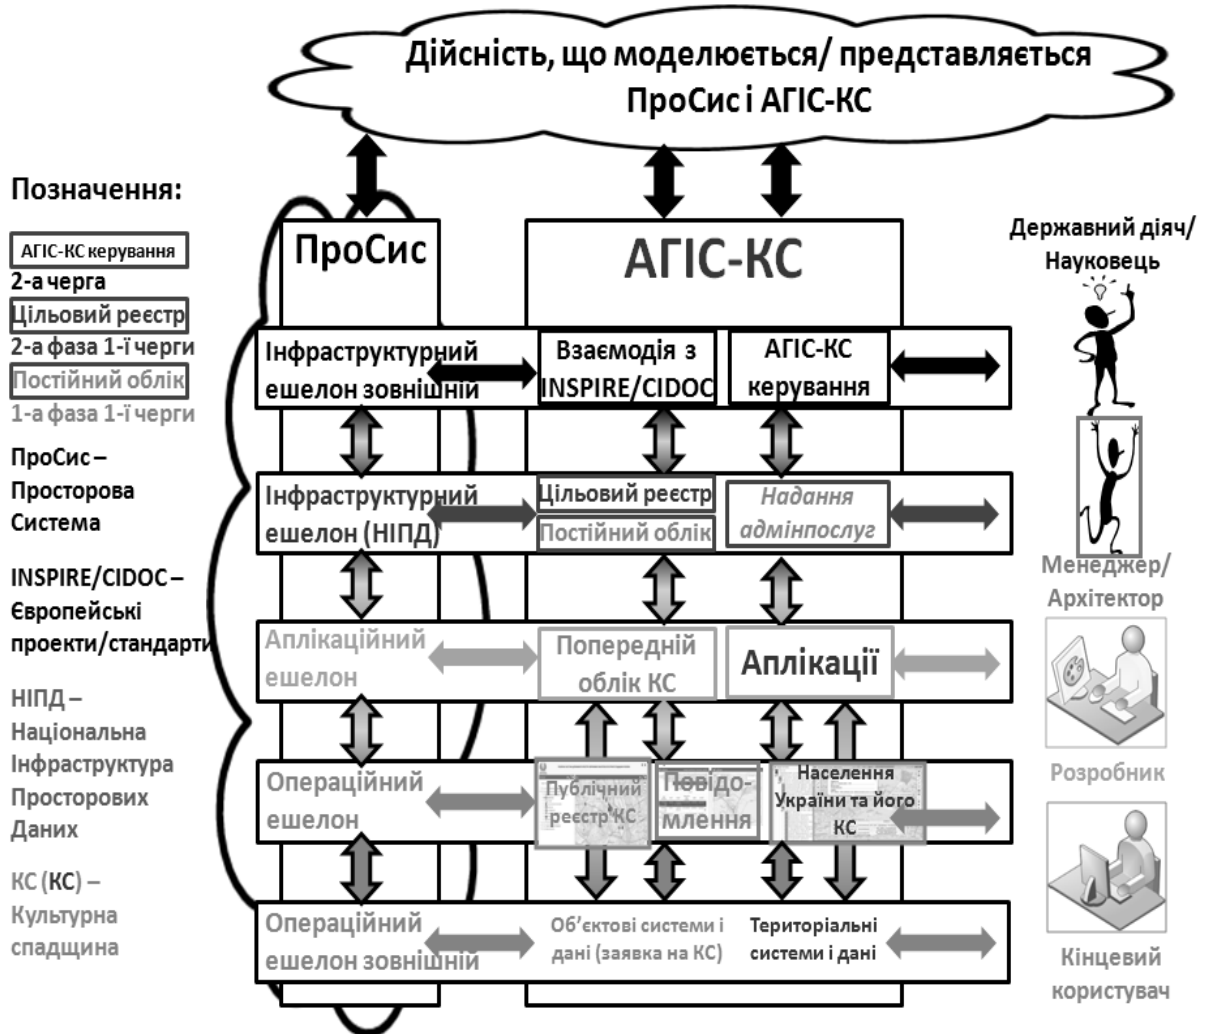 Дійсність, що моделюється/ представляється
ПроСис і АГІС-КС
Позначення:
АГІС-КС керування
2-а черга
Цільовий реєстр
2-а фаза 1-ї черги
Постійний облік
1-а фаза 1-ї черги
ПроСис –
Просторова
Система
INSPIRE/CIDOC –
Європейські
проекти/стандарти
НІПД –
Національна
Інфраструктура
Просторових
Даних
КС (КС) –
Культурна
спадщина
ПроСис
АГІС-КС
Інфраструктурний
ешелон зовнішній
Взаємодія з
INSPIRE/CIDOC
АГІС-КС
керування
Інфраструктурний
ешелон (НІПД)
Цільовий реєстр
Постійний облік
Надання
адмінпослуг
Аплікаційний
ешелон
Попередній
облік КС
Аплікації
Операційний
ешелон
Публічний
реєстр КС
Повідо-
млення
Населення
України та його
КС
Операційний
ешелон зовнішній
Об’єктові системи і
дані (заявка на КС)
Територіальні
системи і дані
Державний діяч/
Науковець
Менеджер/
Архітектор
Розробник
Кінцевий
користувач